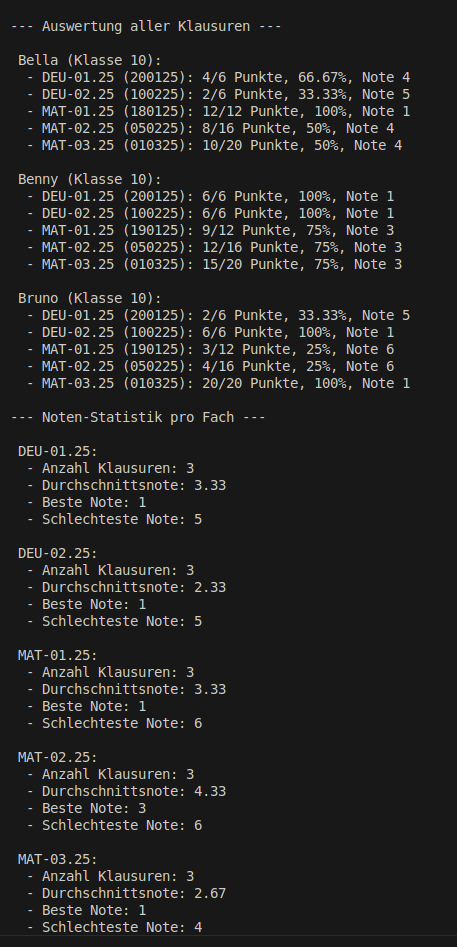 --- Auswertung aller Klausuren ---
Bella (Klasse 10):
- DEU-01.25 (200125): 4/6 Punkte, 66.67%, Note 4
- DEU-02.25 (100225): 2/6 Punkte, 33.33%, Note 5
- MAT-01.25 (180125): 12/12 Punkte, 100%, Note 1
- MAT-02.25 (050225): 8/16 Punkte, 50%, Note 4
- MAT-03.25 (010325): 10/20 Punkte, 50%, Note 4
Benny (Klasse 10):
- DEU-01.25 (200125): 6/6 Punkte, 100%, Note 1
- DEU-02.25 (100225): 6/6 Punkte, 100%, Note 1
- MAT-01.25 (190125): 9/12 Punkte, 75%, Note 3
- MAT-02.25 (050225): 12/16 Punkte, 75%, Note 3
- MAT-03.25 (010325): 15/20 Punkte, 75%, Note 3
Bruno (Klasse 10):
- DEU-01.25 (200125): 2/6 Punkte, 33.33%, Note 5
- DEU-02.25 (100225): 6/6 Punkte, 100%, Note 1
- MAT-01.25 (190125): 3/12 Punkte, 25%, Note 6
- MAT-02.25 (050225): 4/16 Punkte, 25%, Note 6
- MAT-03.25 (010325): 20/20 Punkte, 100%, Note 1
--- Noten-Statistik pro Fach ---
DEU-01.25:
- Anzahl Klausuren: 3
- Durchschnittsnote: 3.33
- Beste Note: 1
- Schlechteste Note: 5
DEU-02.25:
- Anzahl Klausuren: 3
- Durchschnittsnote: 2.33
- Beste Note: 1
- Schlechteste Note: 5
MAT-01.25:
- Anzahl Klausuren: 3
- Durchschnittsnote: 3.33
- Beste Note: 1
- Schlechteste Note: 6
MAT-02.25:
- Anzahl Klausuren: 3
- Durchschnittsnote: 4.33
- Beste Note: 3
- Schlechteste Note: 6
MAT-03.25:
- Anzahl Klausuren: 3
- Durchschnittsnote: 2.67
- Beste Note: 1
- Schlechteste Note: 4